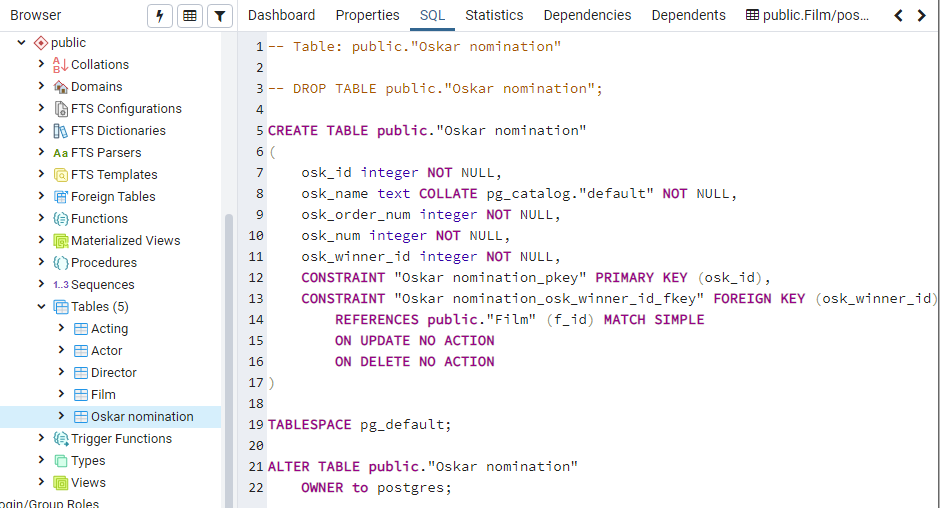 Browser
Dashboard Properties SQL Statistics Dependencies Dependents public.Film/pos...
public
Collations
Domains
FTS Configurations
FTS Dictionaries
Aa FTS Parsers
FTS Templates
Foreign Tables
Functions
Materialized Views
Procedures
1..3 Sequences
Tables (5)
Acting
Actor
Director
Film
Oskar nomination
Trigger Functions
Types
Views
ogin/Group Roles
1 -- Table: public."Oskar nomination"
2
3 -- DROP TABLE public."Oskar nomination";
4
5 CREATE TABLE public."Oskar nomination"
6 (
7 osk_id integer NOT NULL,
8 osk_name text COLLATE pg_catalog."default" NOT NULL,
9 osk_order_num integer NOT NULL,
10 osk_num integer NOT NULL,
11 osk_winner_id integer NOT NULL,
12 CONSTRAINT "Oskar nomination_pkey" PRIMARY KEY (osk_id),
13 CONSTRAINT "Oskar nomination_osk_winner_id_fkey" FOREIGN KEY (osk_winner_id)
14 REFERENCES public."Film" (f_id) MATCH SIMPLE
15 ON UPDATE NO ACTION
16 ON DELETE NO ACTION
17 )
18
19 TABLESPACE pg_default;
20
21 ALTER TABLE public."Oskar nomination"
22 OWNER to postgres;